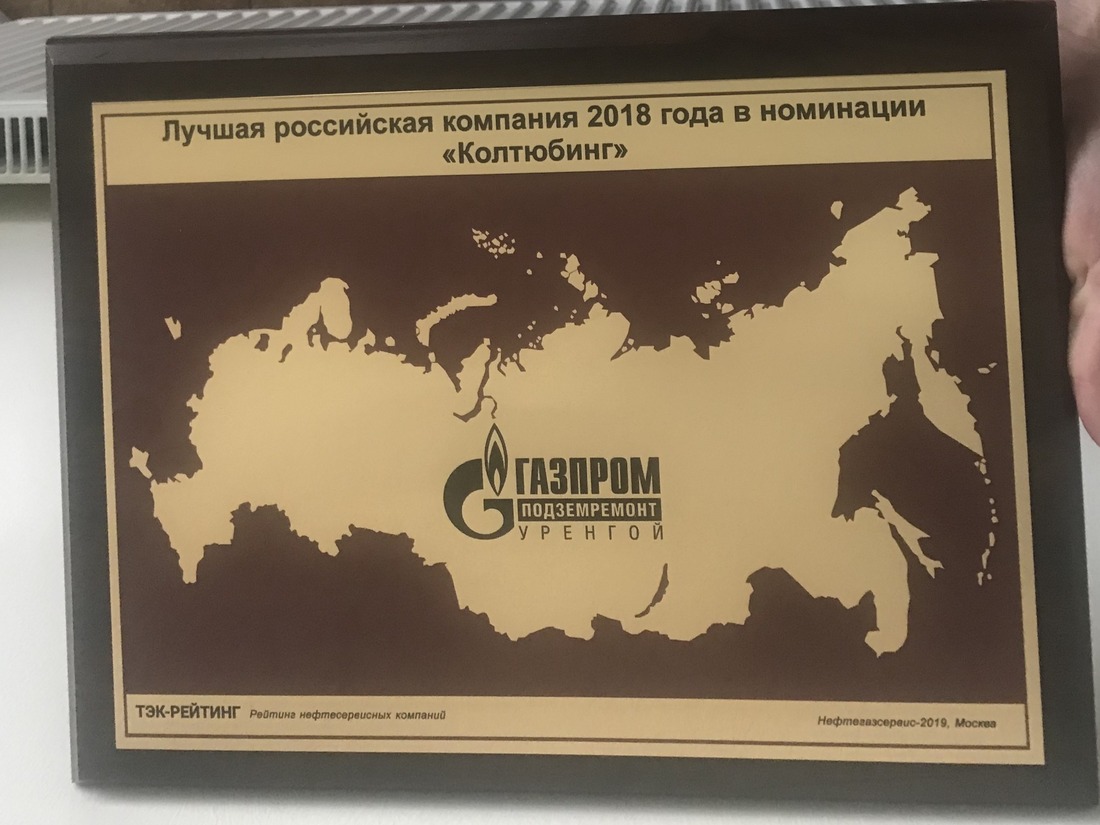 Лучшая российская компания 2018 года в номинации
«Колтюбинг»
ГАЗПРОМ
ПОДЗЕМРЕМОНТ
УРЕНГОЙ
ТЭК-РЕЙТИНГ Рейтинг нефтесервисных компаний
Нефтегазсервис-2019, Москва